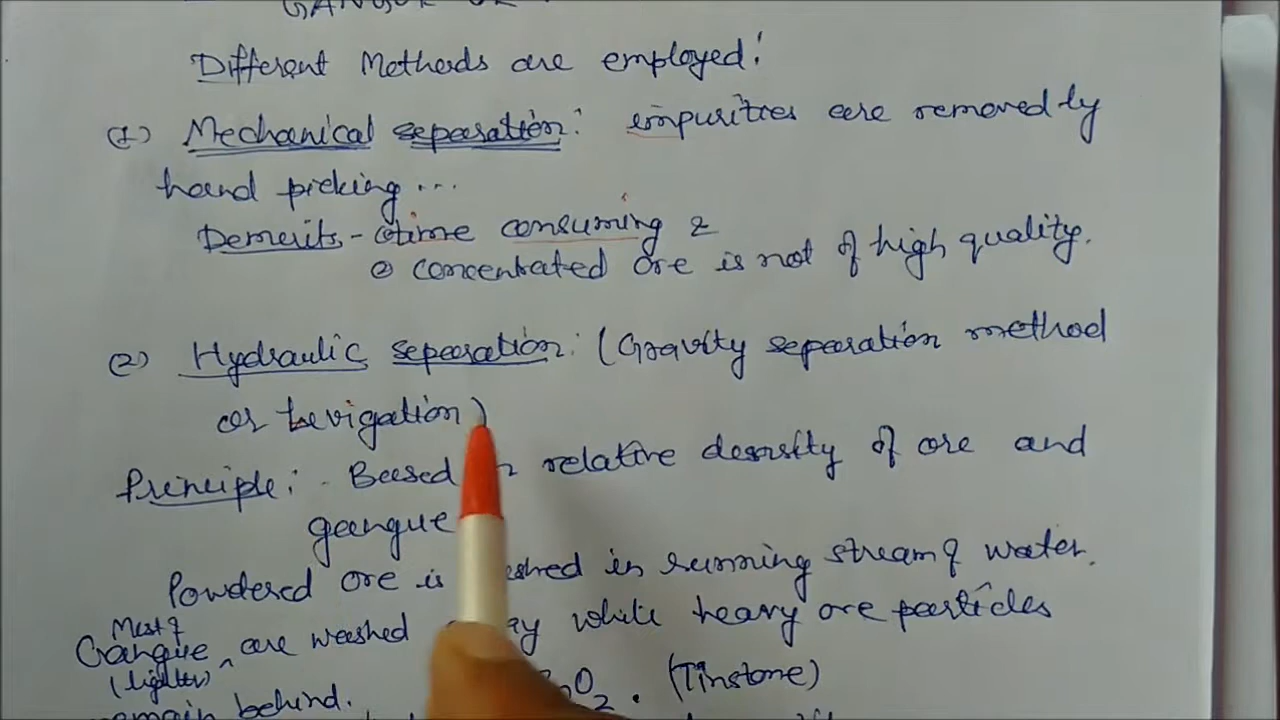 Different Methods are employed:
(1) Mechanical separation: impurities are removed by
hand picking...
Demerits - ① time consuming &
② concentrated ore is not of high quality.
(2) Hydraulic separation: (Gravity separation method
or Levigation)
Principle: Based relative density of ore and
gangue
Powdered ore is in running stream of water.
Most of
Gangue ^ are washed while heavy ore particles
(lighter)
remain behind. O2. (Tinstone)